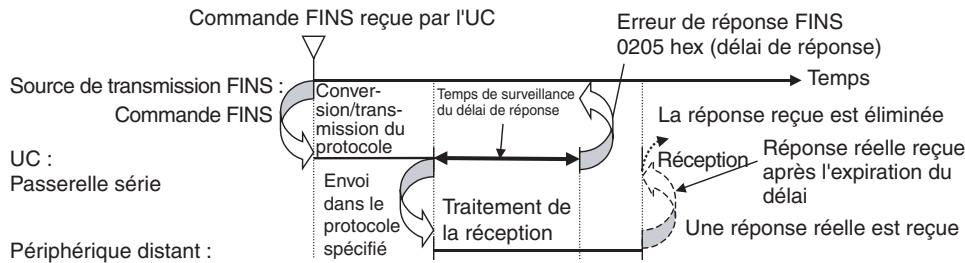 Commande FINS reçue par l'UC
Erreur de réponse FINS
0205 hex (délai de réponse)
Source de transmission FINS :
Temps
Commande FINS
Conver-
sion/trans-
mission du
protocole
Temps de surveillance
du délai de réponse
La réponse reçue est éliminée
UC :
Passerelle série
Réception
Réponse réelle reçue
après l'expiration du
délai
Envoi
dans le
protocole
spécifié
Traitement de
la réception
Une réponse réelle est reçue
Périphérique distant :